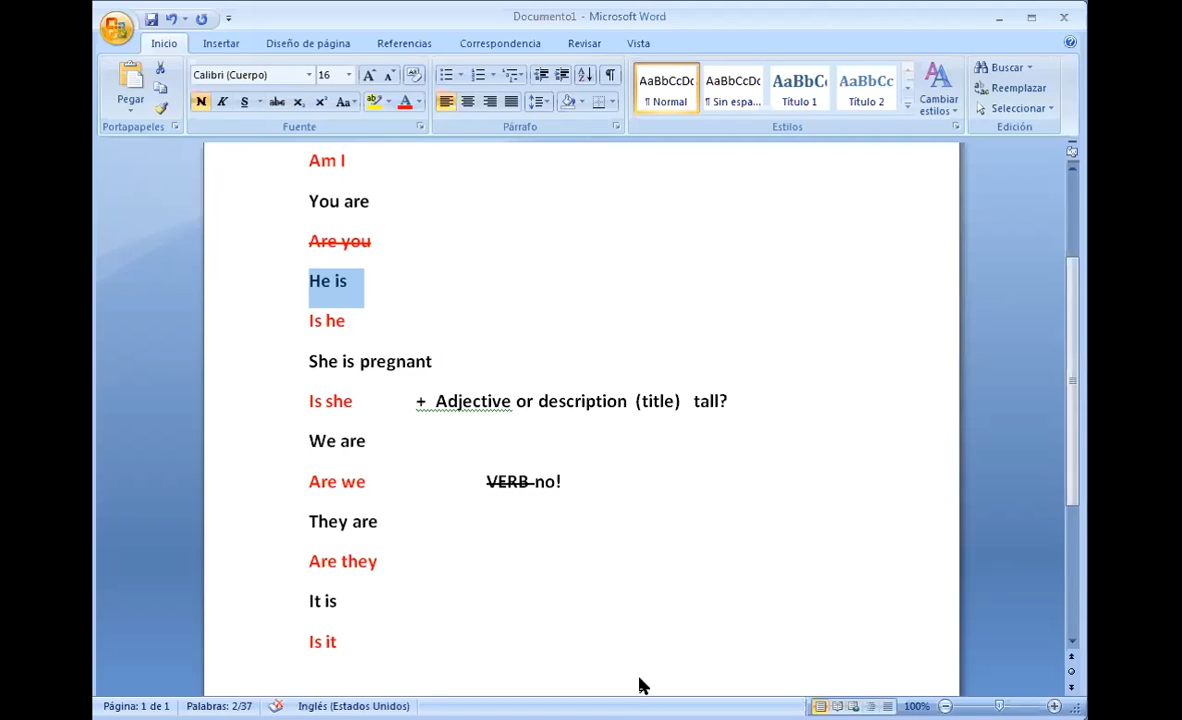 Documento1 - Microsoft Word
Inicio Insertar Diseño de página Referencias Correspondencia Revisar Vista
Pegar
Portapapeles
Calibri (Cuerpo) 16
N K S abc x₂ x² Aa
Fuente
Párrafo
AaBbCcDc AaBbCcDc AaBbC( AaBbCc
¶ Normal ¶ Sin espa... Título 1 Título 2
Cambiar estilos
Estilos
Buscar
Reemplazar
Seleccionar
Edición
Am I
You are
Are you
He is
Is he
She is pregnant
Is she + Adjective or description (title) tall?
We are
Are we VERB no!
They are
Are they
It is
Is it
Página: 1 de 1 Palabras: 2/37 Inglés (Estados Unidos) 100%